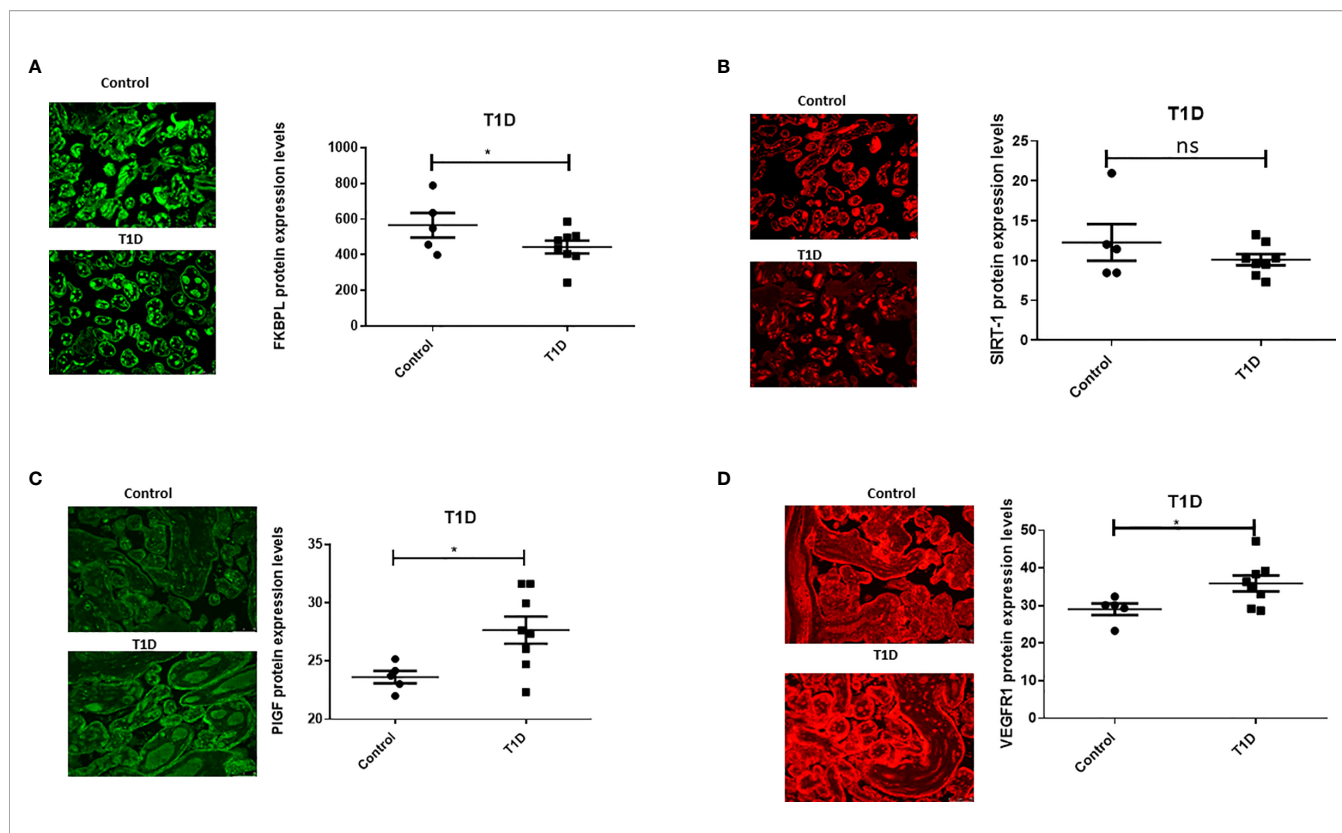 A
Control
T1D
T1D
FKBPL protein expression levels
1000
800
600
400
200
0
*
Control
T1D
B
Control
T1D
T1D
SIRT-1 protein expression levels
25
20
15
10
5
0
ns
Control
T1D
C
Control
T1D
T1D
PIGF protein expression levels
35
30
25
20
*
Control
T1D
D
Control
T1D
T1D
VEGFR1 protein expression levels
50
40
30
20
10
0
*
Control
T1D